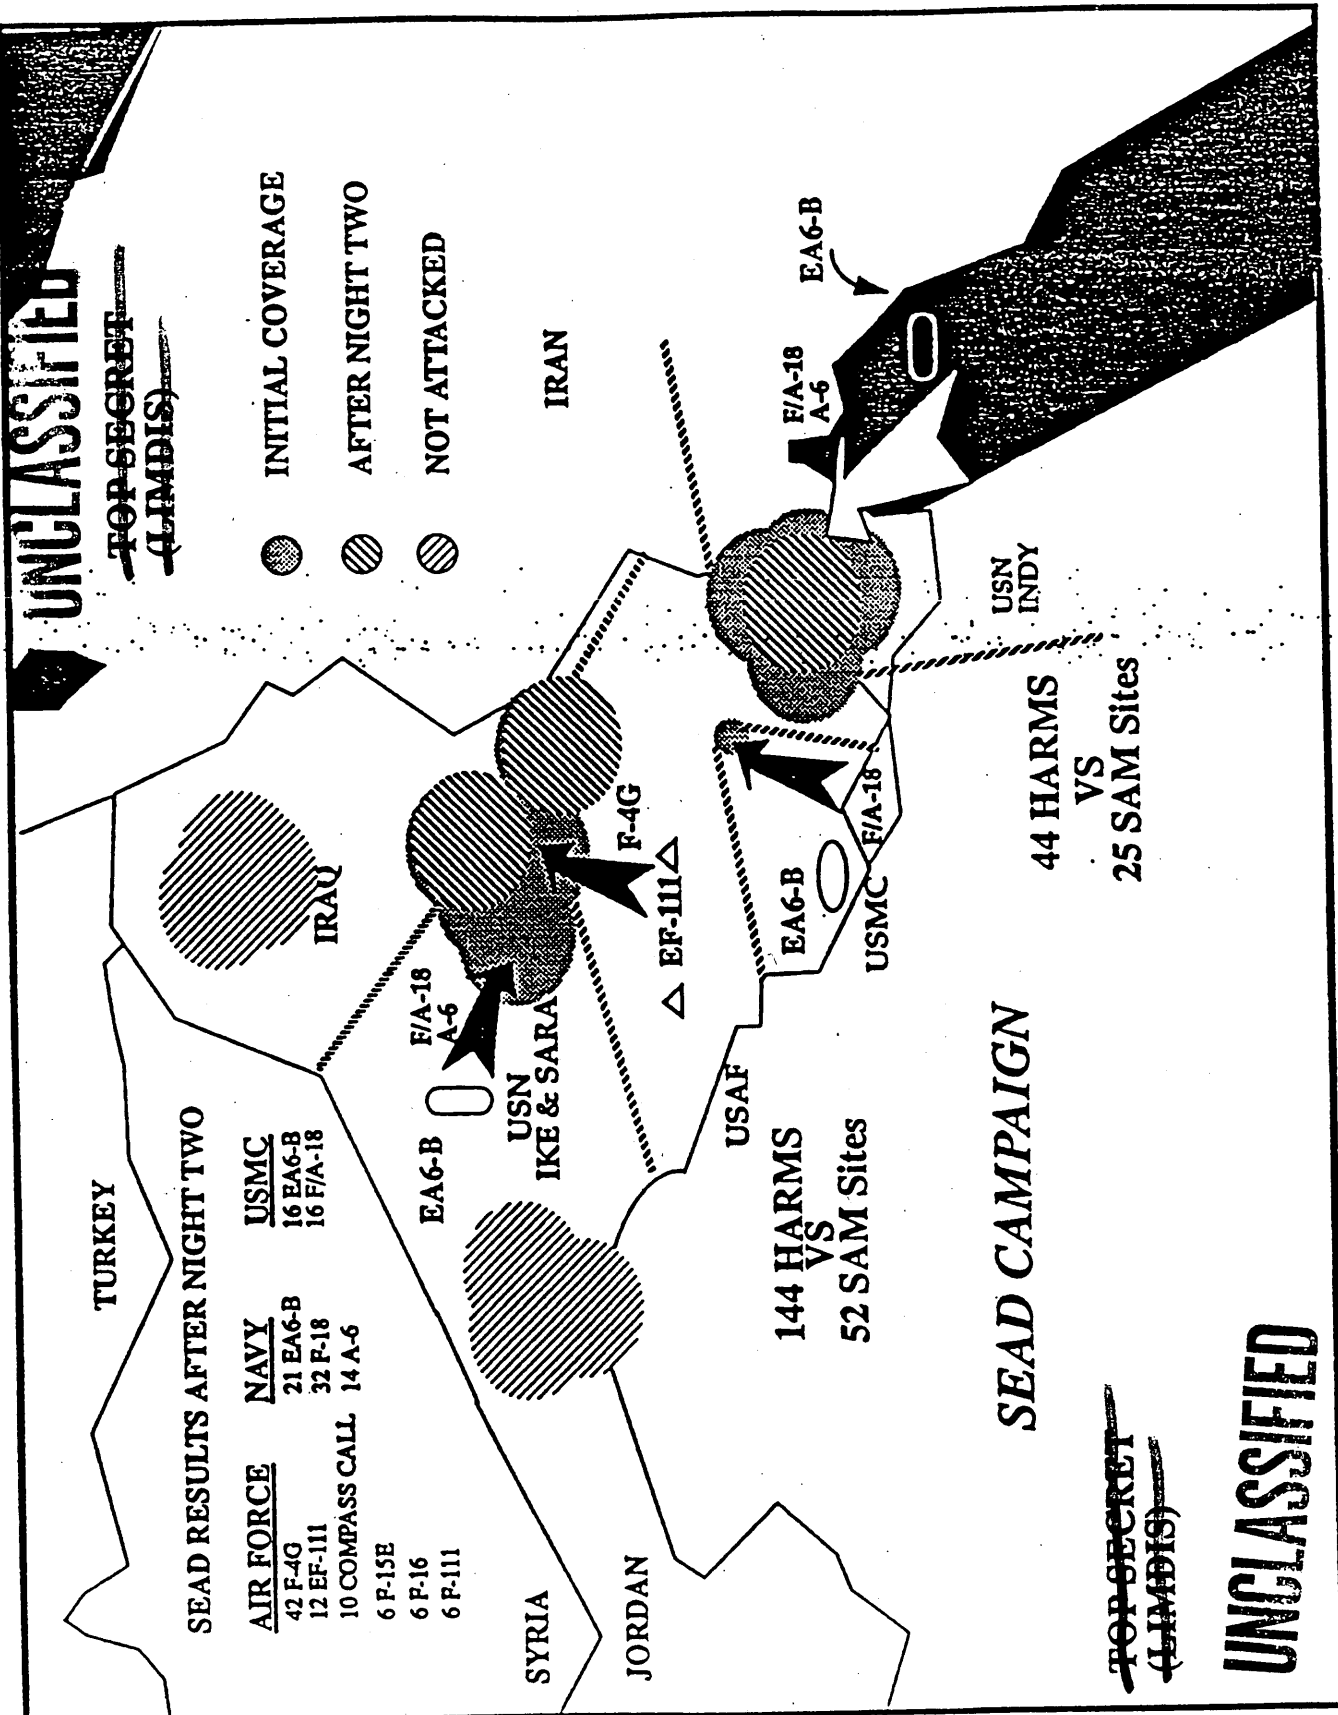 UNCLASSIFIED
TOP SECRET
(LIMDIS)
TURKEY
SEAD RESULTS AFTER NIGHT TWO
AIR FORCE
42 F-4G
12 EF-111
10 COMPASS CALL
6 F-15E
6 F-16
6 F-111
NAVY
21 EA6-B
32 F-18
14 A-6
USMC
16 EA6-B
16 F/A-18
INITIAL COVERAGE
AFTER NIGHT TWO
NOT ATTACKED
IRAQ
IRAN
SYRIA
JORDAN
EA6-B
F/A-18
A-6
USN
IKE & SARA
F-4G
EF-111
USAF
144 HARMS
VS
52 SAM Sites
EA6-B
F/A-18
USMC
F/A-18
A-6
EA6-B
USN
INDY
44 HARMS
VS
25 SAM Sites
SEAD CAMPAIGN
TOP SECRET
(LIMDIS)
UNCLASSIFIED